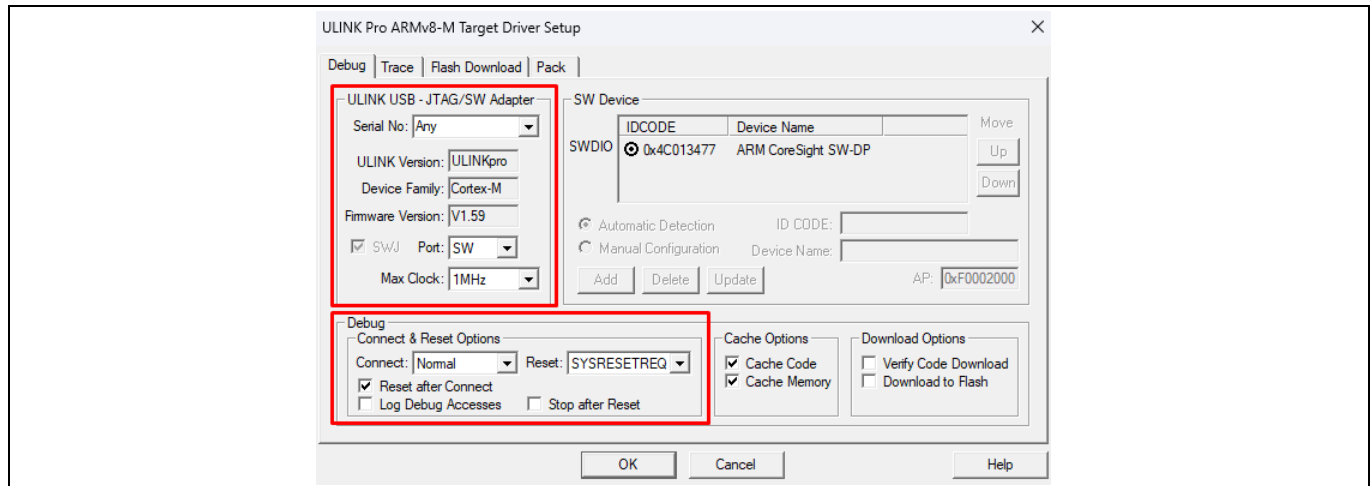 ULINK Pro ARMv8-M Target Driver Setup
Debug
Trace
Flash Download
Pack
ULINK USB - JTAG/SW Adapter
Serial No: Any
ULINK Version: ULINKpro
Device Family: Cortex-M
Firmware Version: V1.59
SWJ Port: SW
Max Clock: 1MHz
SW Device
IDCODE Device Name Move
SWDIO 0x4C013477 ARM CoreSight SW-DP Up
Down
Automatic Detection ID CODE:
Manual Configuration Device Name:
Add Delete Update AP: 0xF0002000
Debug
Connect & Reset Options
Connect: Normal Reset: SYSRESETREQ
Reset after Connect
Log Debug Accesses Stop after Reset
Cache Options
Cache Code
Cache Memory
Download Options
Verify Code Download
Download to Flash
OK Cancel Help